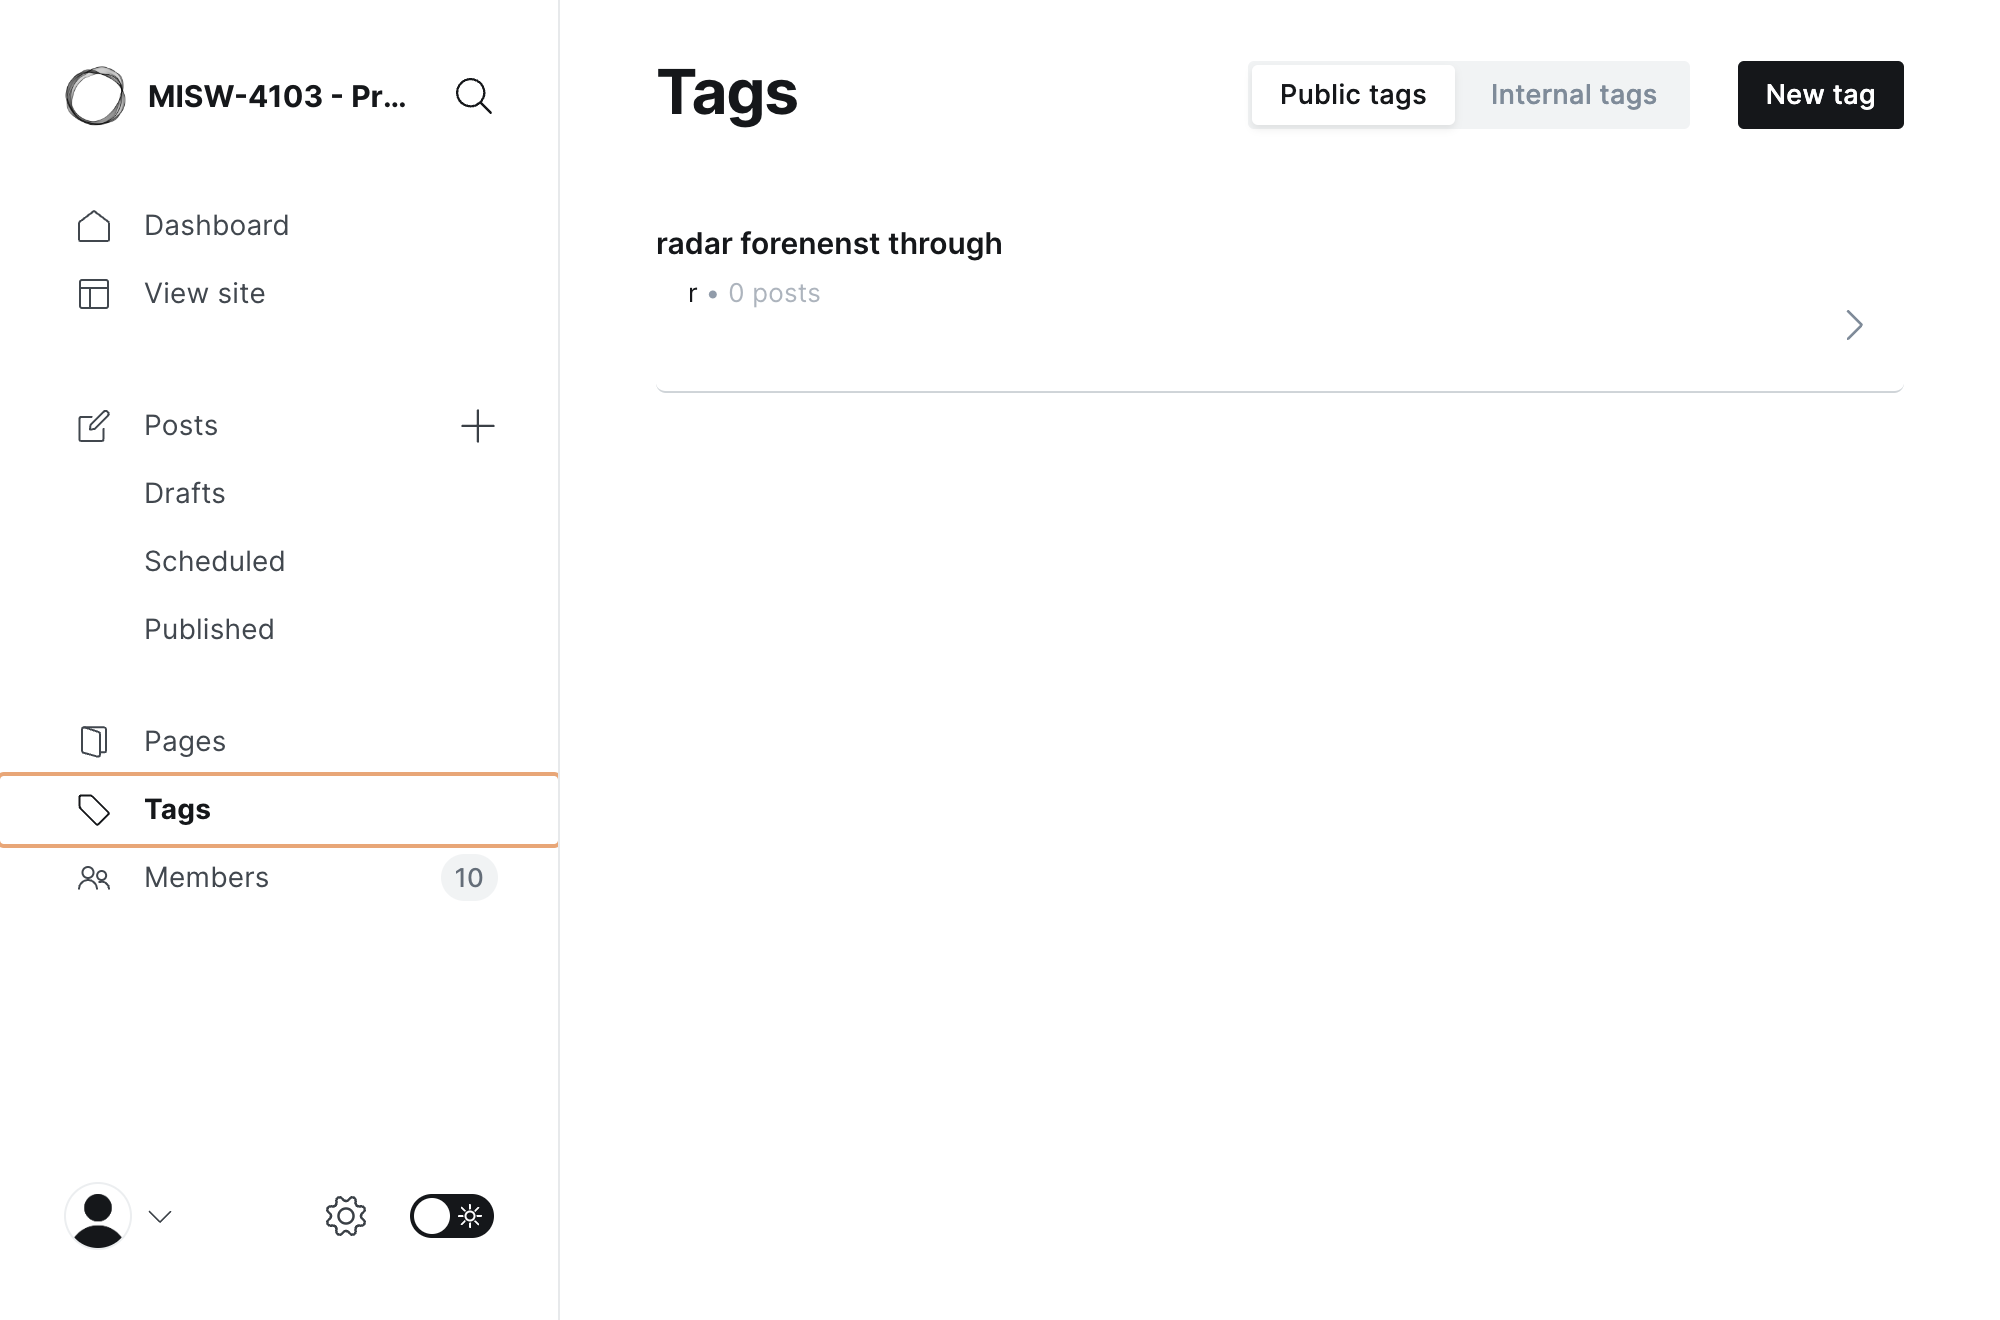 MISW-4103 - Pr...
Dashboard
View site
Posts
Drafts
Scheduled
Published
Pages
Tags
Members 10
Tags
Public tags Internal tags New tag
radar forenenst through
r • 0 posts